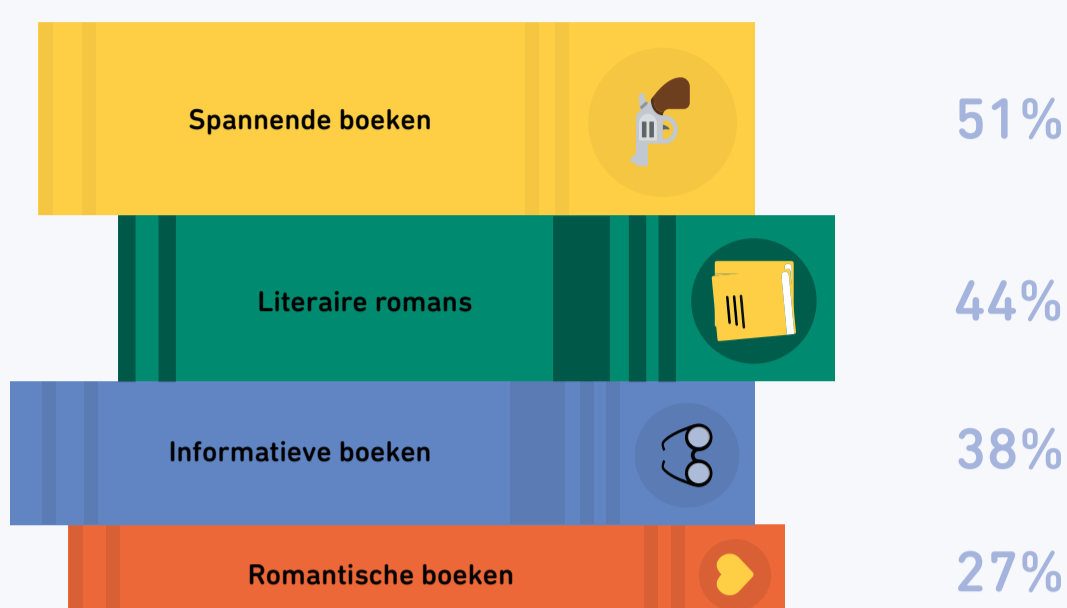 Spannende boeken 51%
Literaire romans 44%
Informatieve boeken 38%
Romantische boeken 27%